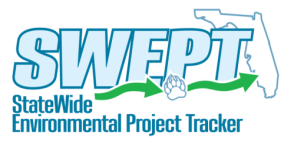 SWEPT
StateWide
Environmental Project Tracker